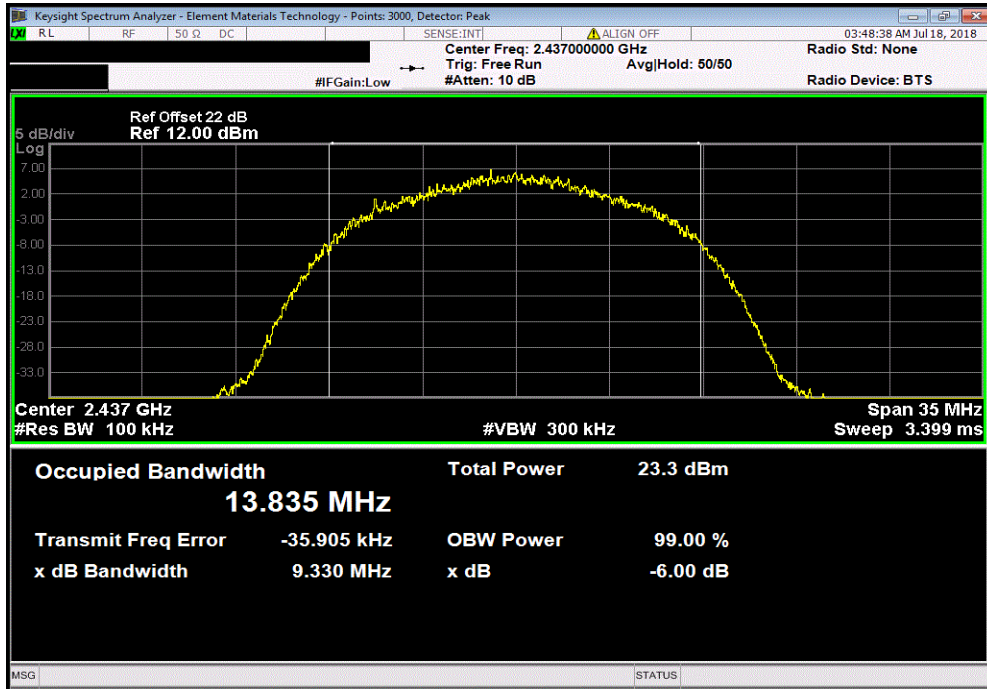 Keysight Spectrum Analyzer - Element Materials Technology - Points: 3000, Detector: Peak
LXI RL RF 50 Ω DC SENSE:INT ALIGN OFF 03:48:38 AM Jul 18, 2018
Center Freq: 2.437000000 GHz Radio Std: None
Trig: Free Run Avg|Hold: 50/50
#IFGain:Low #Atten: 10 dB Radio Device: BTS
Ref Offset 22 dB
5 dB/div Ref 12.00 dBm
Log
7.00
2.00
-3.00
-8.00
-13.0
-18.0
-23.0
-28.0
-33.0
Center 2.437 GHz Span 35 MHz
#Res BW 100 kHz #VBW 300 kHz Sweep 3.399 ms
Occupied Bandwidth Total Power 23.3 dBm
13.835 MHz
Transmit Freq Error -35.905 kHz OBW Power 99.00 %
x dB Bandwidth 9.330 MHz x dB -6.00 dB
MSG STATUS